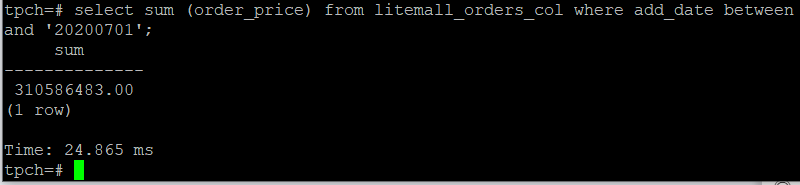 tpch=# select sum (order_price) from litemall_orders_col where add_date between
and '20200701';
     sum
--------------
 310586483.00
(1 row)
Time: 24.865 ms
tpch=#